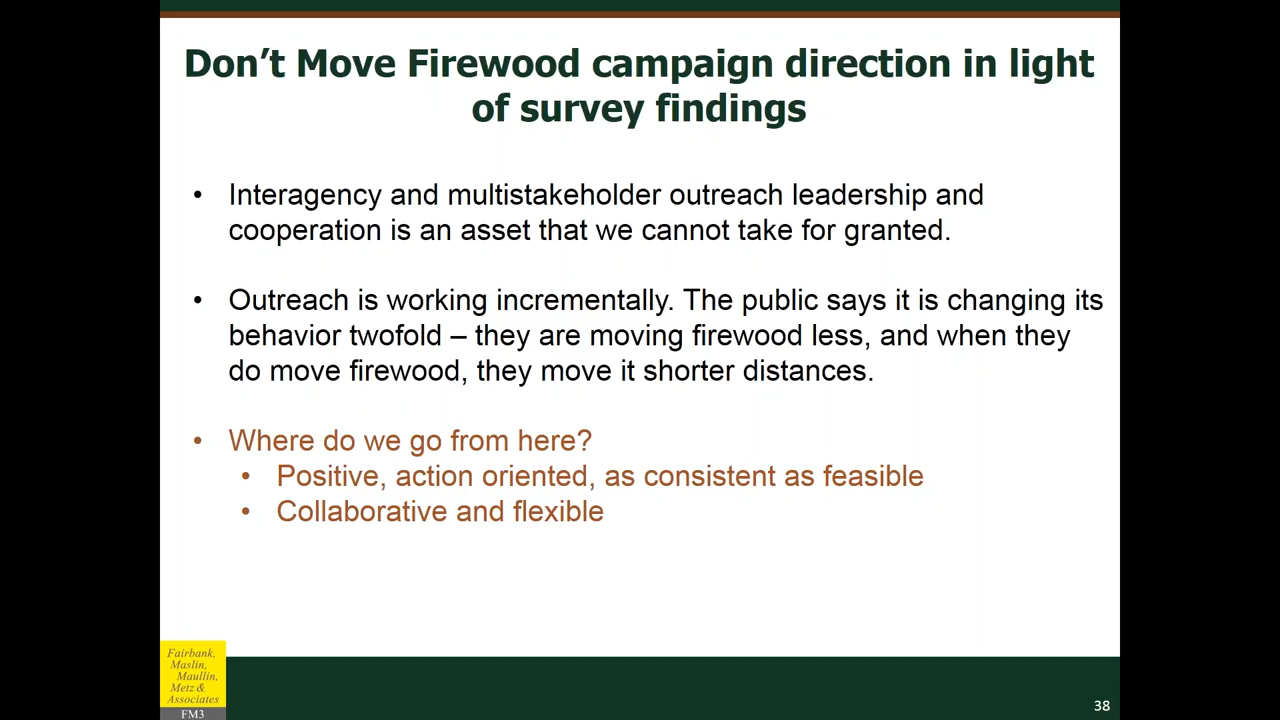 Don’t Move Firewood campaign direction in light
of survey findings
• Interagency and multistakeholder outreach leadership and
cooperation is an asset that we cannot take for granted.
• Outreach is working incrementally. The public says it is changing its
behavior twofold – they are moving firewood less, and when they
do move firewood, they move it shorter distances.
• Where do we go from here?
• Positive, action oriented, as consistent as feasible
• Collaborative and flexible
Fairbank,
Maslin,
Maullin,
Metz &
Associates
FM3
38